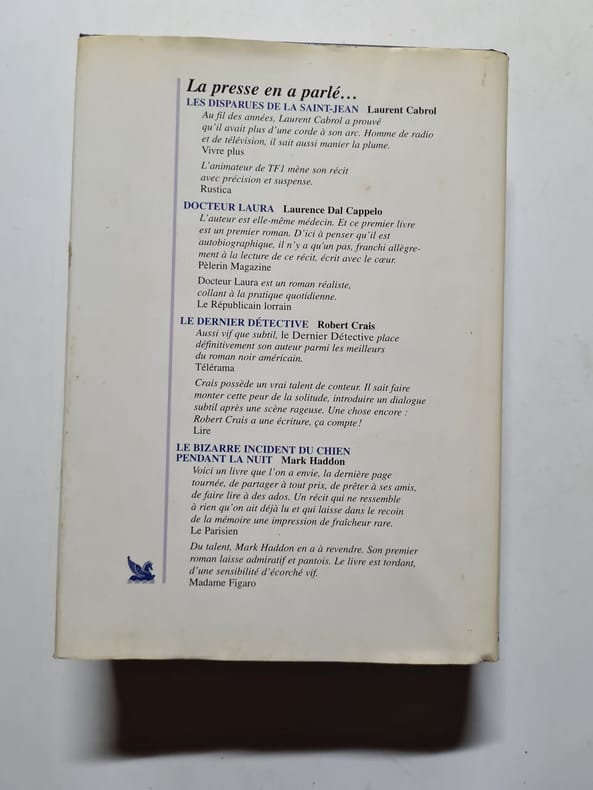 La presse en a parlé…
LES DISPARUES DE LA SAINT-JEAN Laurent Cabrol
Au fil des années, Laurent Cabrol a prouvé
qu'il avait plus d'une corde à son arc. Homme de radio
et de télévision, il sait aussi manier la plume.
Vivre plus
L'animateur de TF1 mène son récit
avec précision et suspense.
Rustica
DOCTEUR LAURA Laurence Dal Cappelo
L'auteur est elle-même médecin. Et ce premier livre
est un premier roman. D'ici à penser qu'il est
autobiographique, il n'y a qu'un pas, franchi allègre-
ment à la lecture de ce récit, écrit avec le cœur.
Pèlerin Magazine
Docteur Laura est un roman réaliste,
collant à la pratique quotidienne.
Le Républicain lorrain
LE DERNIER DÉTECTIVE Robert Crais
Aussi vif que subtil, le Dernier Détective place
définitivement son auteur parmi les meilleurs
du roman noir américain.
Télérama
Crais possède un vrai talent de conteur. Il sait faire
monter cette peur de la solitude, introduire un dialogue
subtil après une scène rageuse. Une chose encore :
Robert Crais a une écriture, ça compte !
Lire
LE BIZARRE INCIDENT DU CHIEN
PENDANT LA NUIT Mark Haddon
Voici un livre que l'on a envie, la dernière page
tournée, de partager à tout prix, de prêter à ses amis,
de faire lire à des ados. Un récit qui ne ressemble
à rien qu'on ait déjà lu et qui laisse dans le recoin
de la mémoire une impression de fraîcheur rare.
Le Parisien
Du talent, Mark Haddon en a à revendre. Son premier
roman laisse admiratif et pantois. Le livre est tordant,
d'une sensibilité d'écorché vif.
Madame Figaro